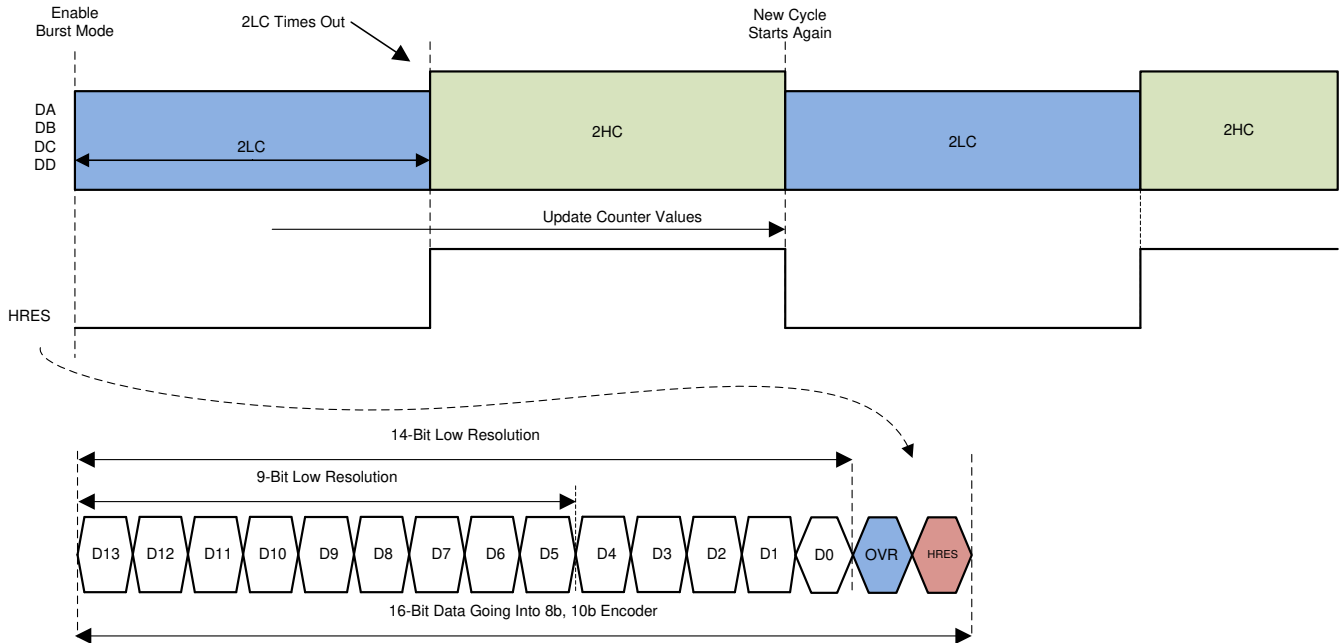 Enable
Burst Mode
2LC Times Out
New Cycle
Starts Again
DA
DB
DC
DD
2LC
2HC
2LC
2HC
Update Counter Values
HRES
14-Bit Low Resolution
9-Bit Low Resolution
D13 D12 D11 D10 D9 D8 D7 D6 D5 D4 D3 D2 D1 D0 OVR HRES
16-Bit Data Going Into 8b, 10b Encoder